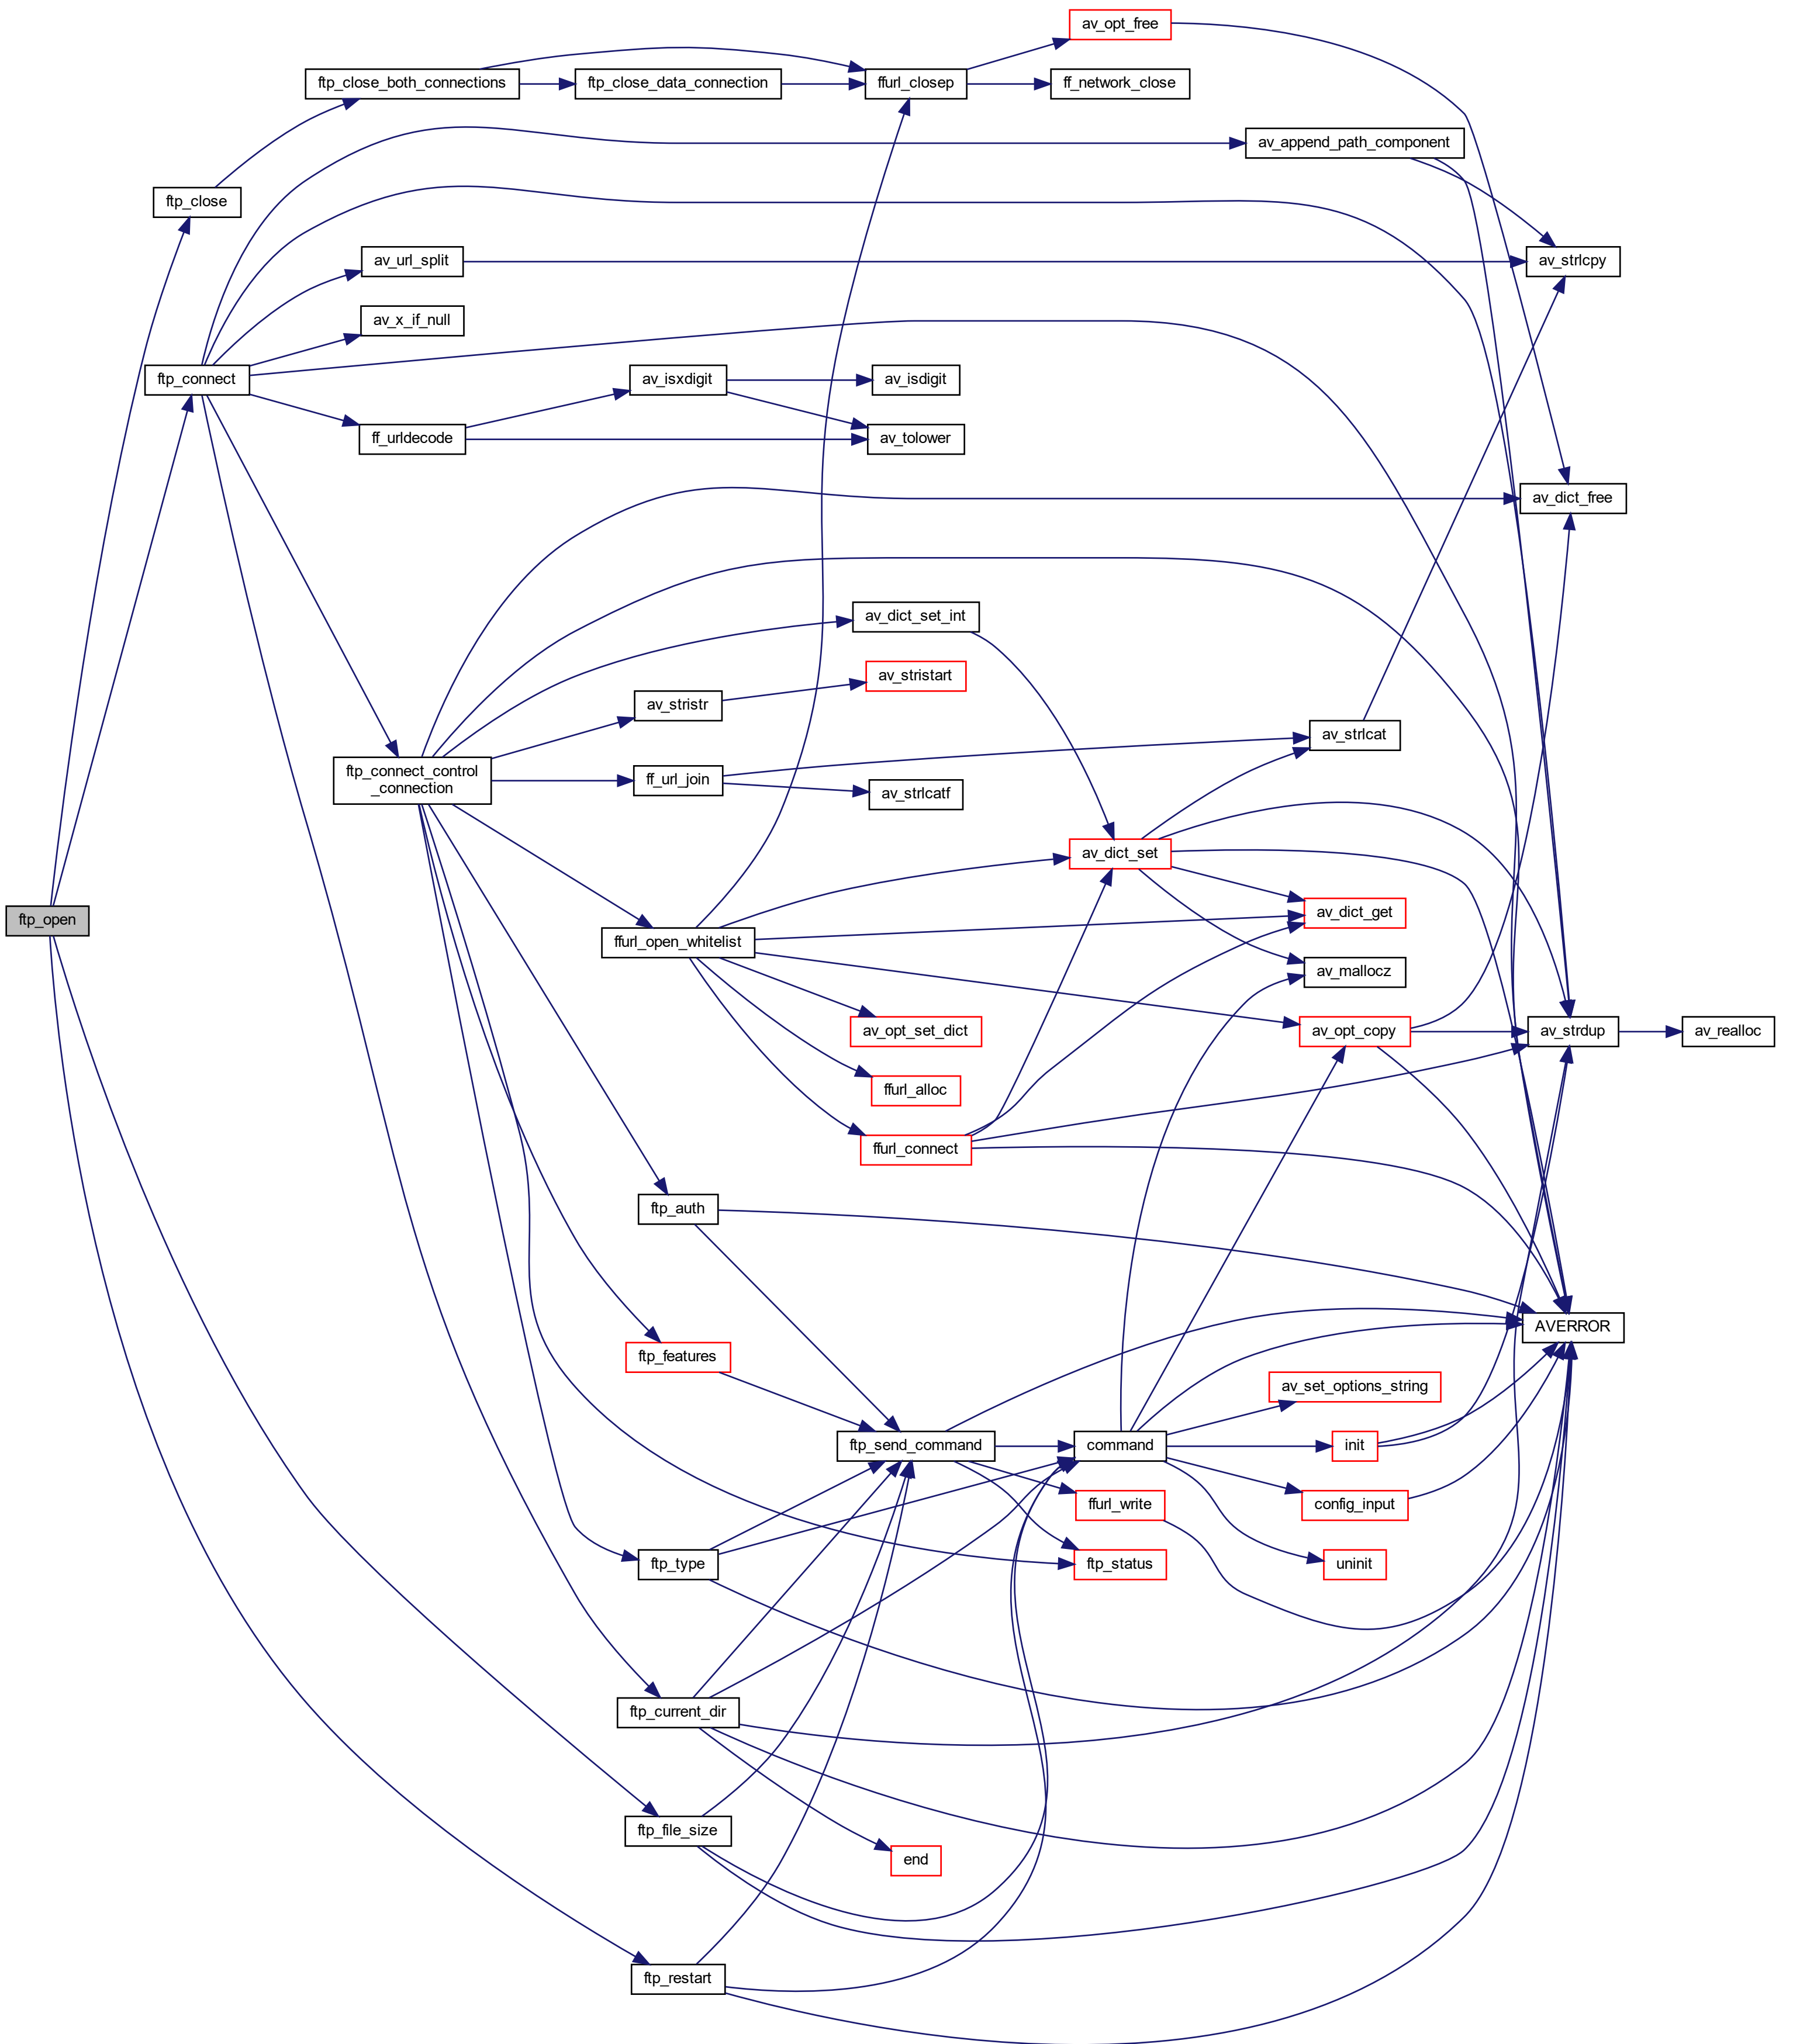 av_opt_free
ftp_close_both_connections
ftp_close_data_connection
ffurl_closep
ff_network_close
av_append_path_component
ftp_close
av_url_split
av_strlcpy
av_x_if_null
ftp_connect
av_isxdigit
av_isdigit
ff_urldecode
av_tolower
av_dict_free
av_dict_set_int
av_stristart
av_stristr
av_strlcat
ftp_connect_control
_connection
ff_url_join
av_strlcatf
av_dict_set
ftp_open
av_dict_get
ffurl_open_whitelist
av_mallocz
av_opt_set_dict
av_opt_copy
av_strdup
av_realloc
ffurl_alloc
ffurl_connect
ftp_auth
AVERROR
ftp_features
av_set_options_string
ftp_send_command
command
init
ffurl_write
config_input
ftp_type
ftp_status
uninit
ftp_current_dir
ftp_file_size
end
ftp_restart